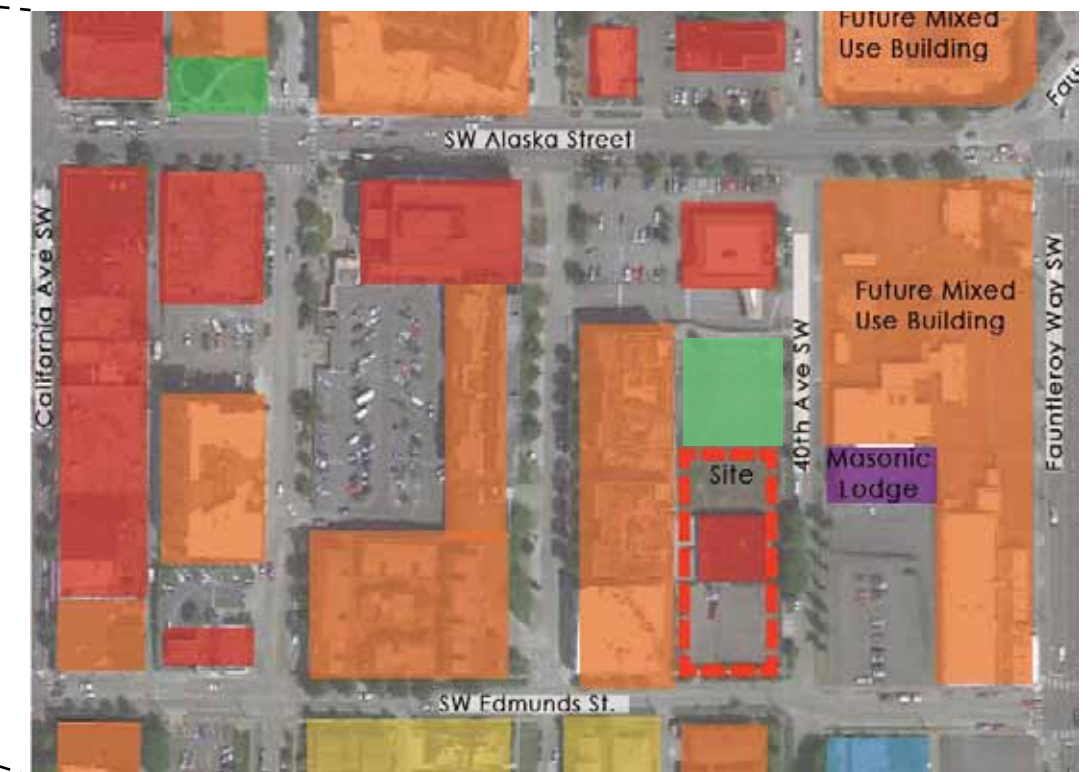 Future Mixed
Use Building
SW Alaska Street
California Ave SW
Future Mixed
Use Building
40th Ave SW
Fauntleroy Way SW
Masonic
Lodge
Site
SW Edmunds St.